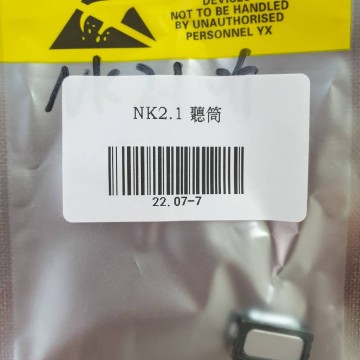 DEVICES
NOT TO BE HANDLED
BY UNAUTHORISED
PERSONNEL YX
NK2.1 聽筒
22.07-7